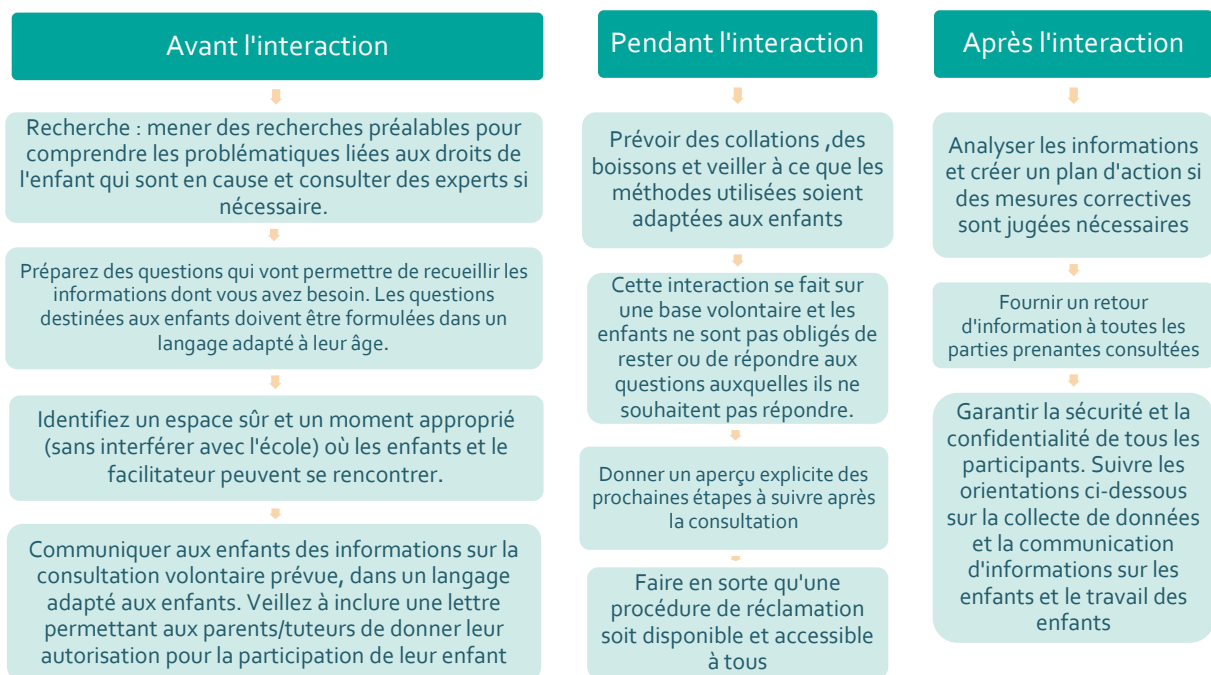 Avant l'interaction
Recherche : mener des recherches préalables pour
comprendre les problématiques liées aux droits de
l'enfant qui sont en cause et consulter des experts si
nécessaire.
Préparez des questions qui vont permettre de recueillir les
informations dont vous avez besoin. Les questions
destinées aux enfants doivent être formulées dans un
langage adapté à leur âge.
Identifiez un espace sûr et un moment approprié
(sans interférer avec l'école) où les enfants et le
facilitateur peuvent se rencontrer.
Communiquer aux enfants des informations sur la
consultation volontaire prévue, dans un langage
adapté aux enfants. Veillez à inclure une lettre
permettant aux parents/tuteurs de donner leur
autorisation pour la participation de leur enfant
Pendant l'interaction
Prévoir des collations ,des
boissons et veiller à ce que les
méthodes utilisées soient
adaptées aux enfants
Cette interaction se fait sur
une base volontaire et les
enfants ne sont pas obligés de
rester ou de répondre aux
questions auxquelles ils ne
souhaitent pas répondre.
Donner un aperçu explicite des
prochaines étapes à suivre après
la consultation
Faire en sorte qu'une
procédure de réclamation
soit disponible et accessible
à tous
Après l'interaction
Analyser les informations
et créer un plan d'action si
des mesures correctives
sont jugées nécessaires
Fournir un retour
d'information à toutes les
parties prenantes consultées
Garantir la sécurité et la
confidentialité de tous les
participants. Suivre les
orientations ci-dessous
sur la collecte de données
et la communication
d'informations sur les
enfants et le travail des
enfants